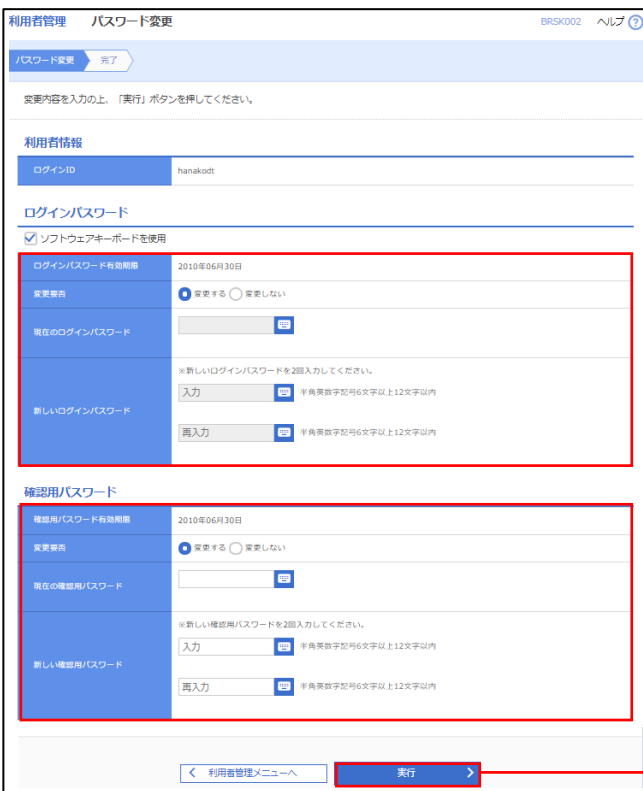 利用者管理 パスワード変更 BRSK002 ヘルプ ?
パスワード変更 完了
変更内容を入力の上、「実行」ボタンを押してください。
利用者情報
ログインID hanakodt
ログインパスワード
ソフトウェアキーボードを使用
ログインパスワード有効期限 2010年06月30日
変更要否 変更する 変更しない
現在のログインパスワード
※新しいログインパスワードを2回入力してください。
入力 半角英数字記号6文字以上12文字以内
新しいログインパスワード
再入力 半角英数字記号6文字以上12文字以内
確認用パスワード
確認用パスワード有効期限 2010年06月30日
変更要否 変更する 変更しない
現在の確認用パスワード
※新しい確認用パスワードを2回入力してください。
入力 半角英数字記号6文字以上12文字以内
新しい確認用パスワード
再入力 半角英数字記号6文字以上12文字以内
利用者管理メニューへ 実行